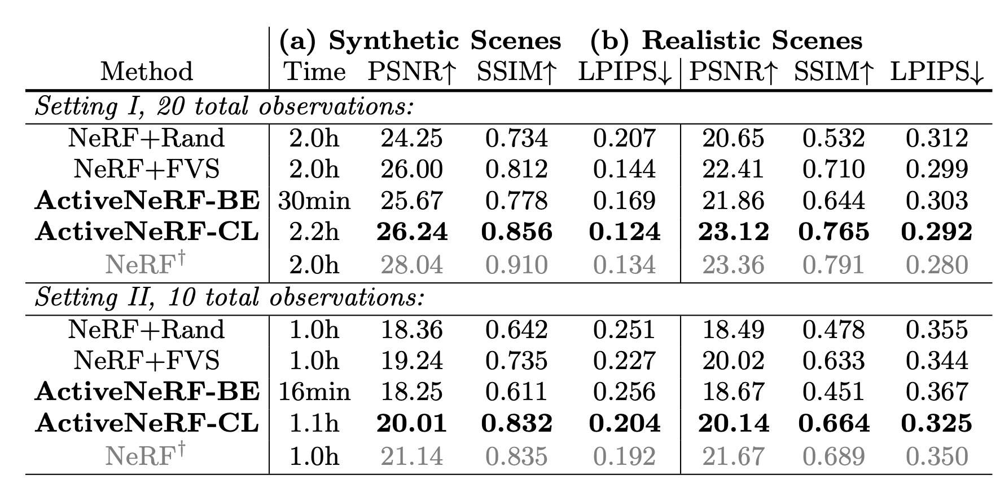 (a) Synthetic Scenes (b) Realistic Scenes
Method Time PSNR↑ SSIM↑ LPIPS↓ PSNR↑ SSIM↑ LPIPS↓
Setting I, 20 total observations:
NeRF+Rand 2.0h 24.25 0.734 0.207 20.65 0.532 0.312
NeRF+FVS 2.0h 26.00 0.812 0.144 22.41 0.710 0.299
ActiveNeRF-BE 30min 25.67 0.778 0.169 21.86 0.644 0.303
ActiveNeRF-CL 2.2h 26.24 0.856 0.124 23.12 0.765 0.292
NeRF† 2.0h 28.04 0.910 0.134 23.36 0.791 0.280
Setting II, 10 total observations:
NeRF+Rand 1.0h 18.36 0.642 0.251 18.49 0.478 0.355
NeRF+FVS 1.0h 19.24 0.735 0.227 20.02 0.633 0.344
ActiveNeRF-BE 16min 18.25 0.611 0.256 18.67 0.451 0.367
ActiveNeRF-CL 1.1h 20.01 0.832 0.204 20.14 0.664 0.325
NeRF† 1.0h 21.14 0.835 0.192 21.67 0.689 0.350